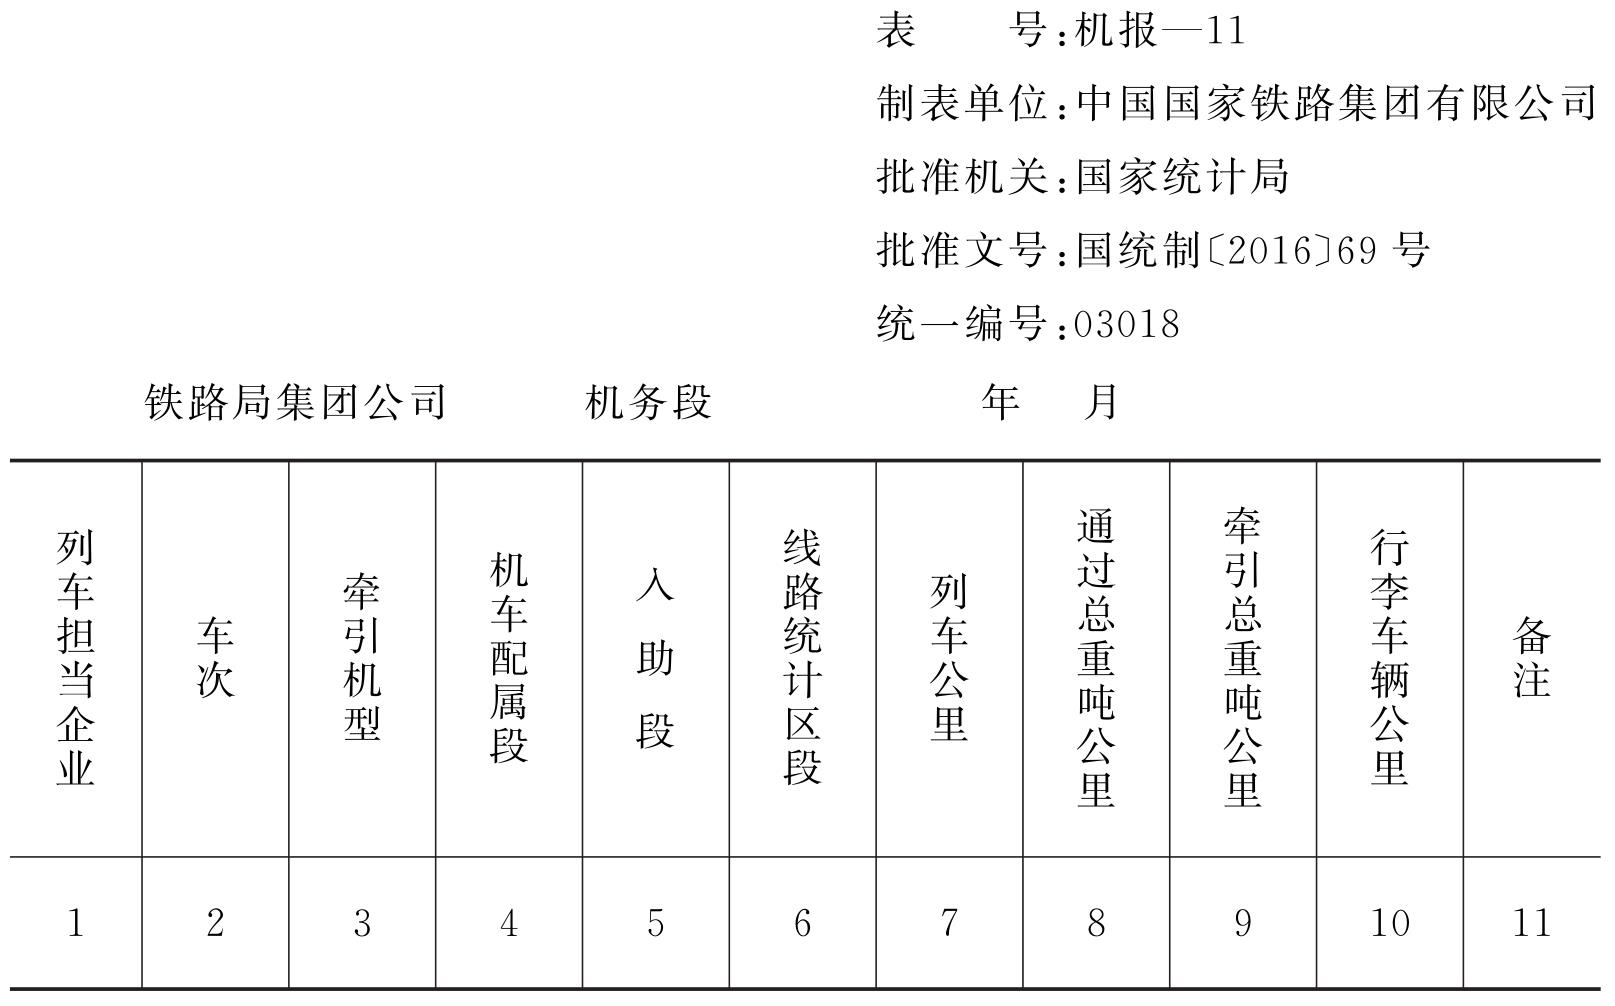 表 号:机报—11
制表单位:中国国家铁路集团有限公司
批准机关:国家统计局
批准文号:国统制〔2016〕69 号
统一编号:03018
铁路局集团公司 机务段 年 月
列车担当企业 车次 牵引机型 机车配属段 入助段 线路统计区段 列车公里 通过总重吨公里 牵引总重吨公里 行李车辆公里 备注
1 2 3 4 5 6 7 8 9 10 11